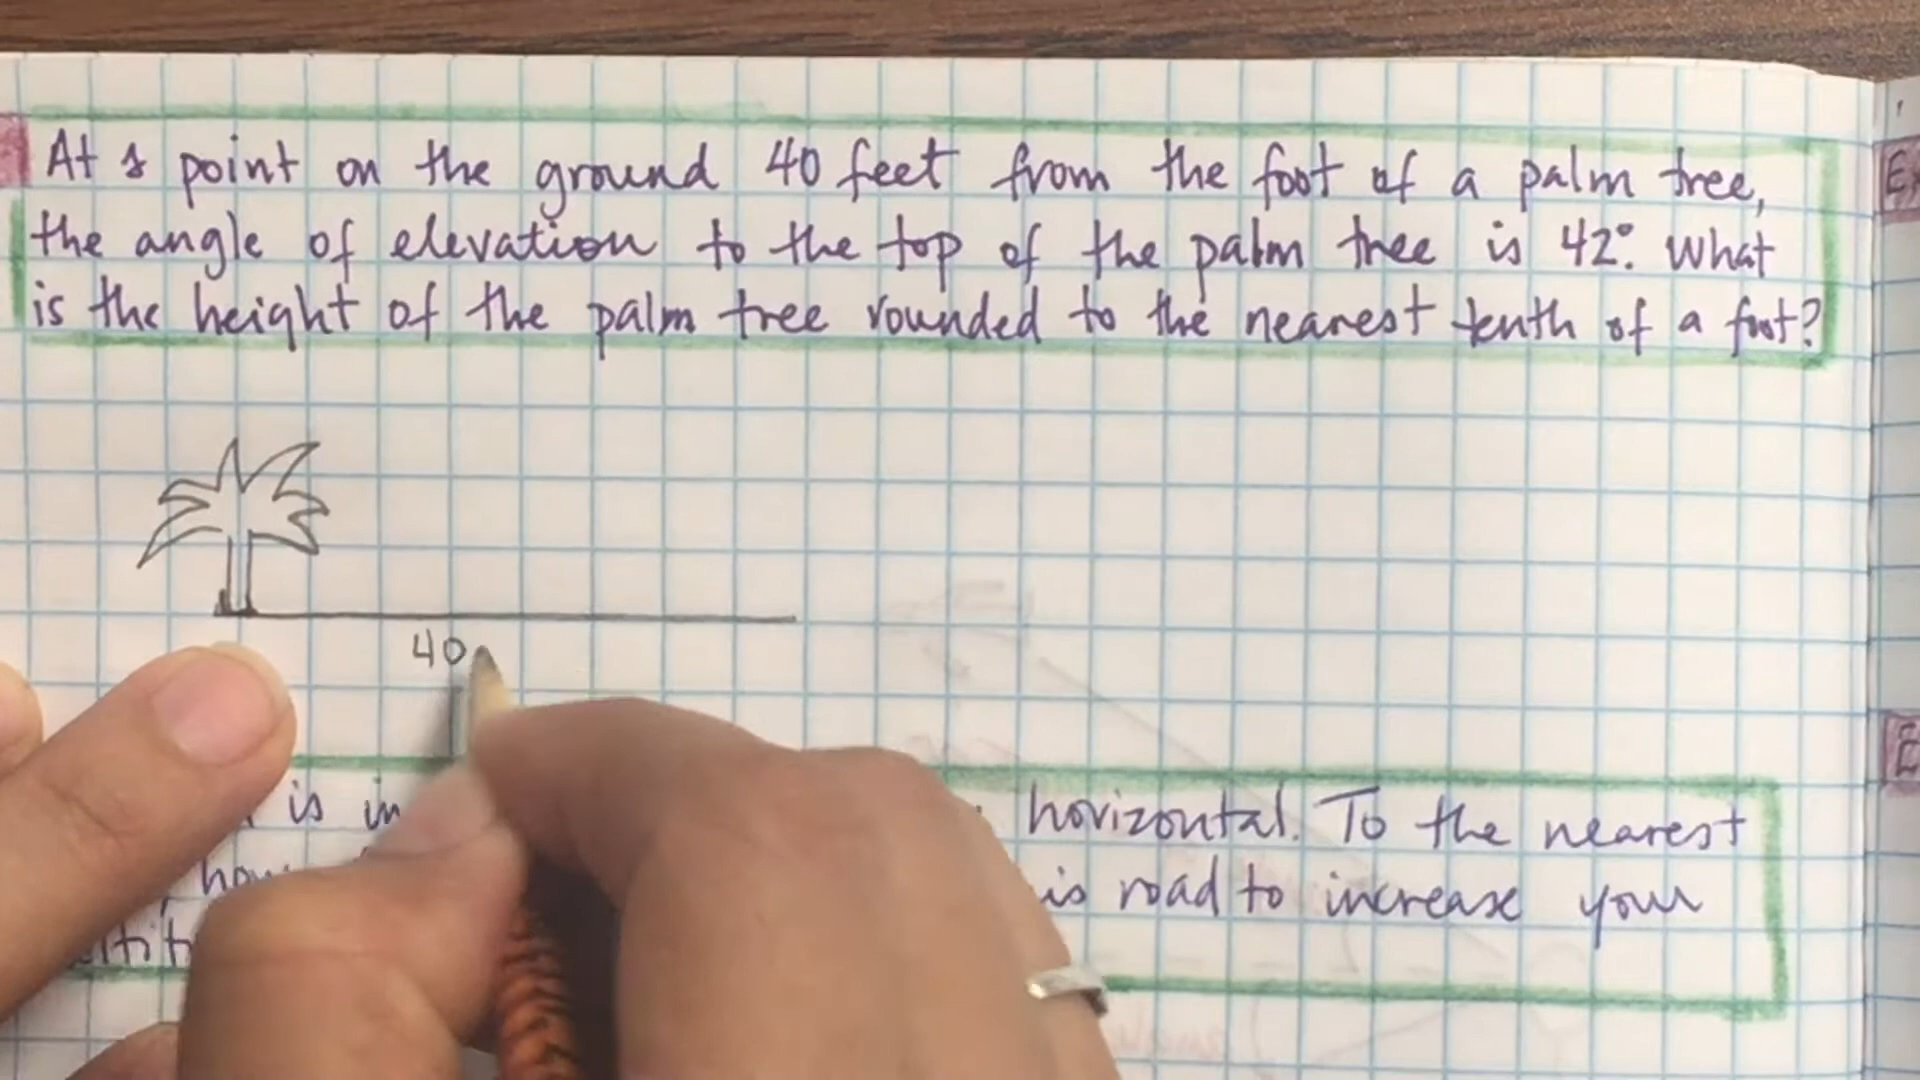 At a point on the ground 40 feet from the foot of a palm tree,
the angle of elevation to the top of the palm tree is 42°. What
is the height of the palm tree rounded to the nearest tenth of a foot?
40
is in horizontal. To the nearest
is road to increase your